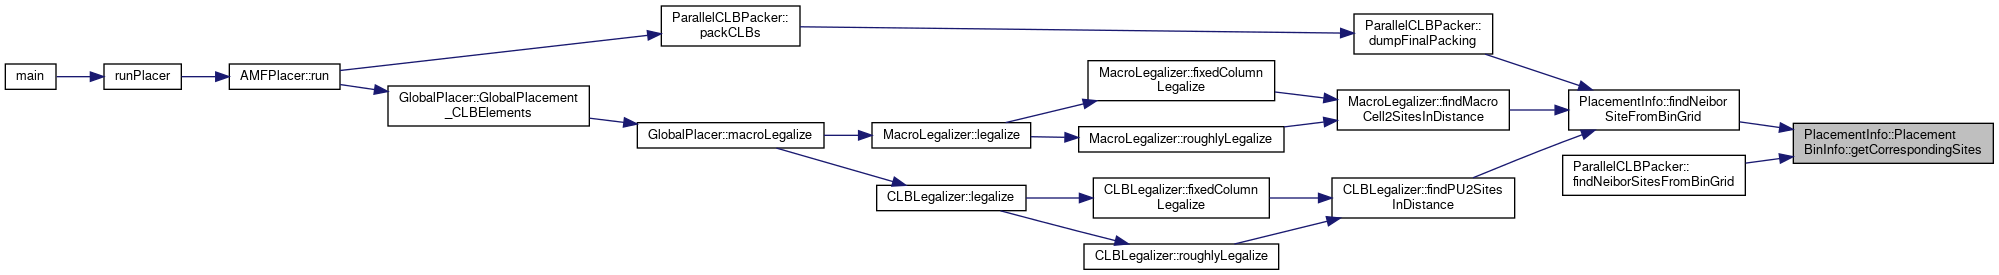 main
runPlacer
AMFPlacer::run
ParallelCLBPacker::
packCLBs
GlobalPlacer::GlobalPlacement
_CLBElements
GlobalPlacer::macroLegalize
MacroLegalizer::legalize
CLBLegalizer::legalize
MacroLegalizer::fixedColumn
Legalize
MacroLegalizer::roughlyLegalize
CLBLegalizer::fixedColumn
Legalize
CLBLegalizer::roughlyLegalize
ParallelCLBPacker::
dumpFinalPacking
MacroLegalizer::findMacro
Cell2SitesInDistance
CLBLegalizer::findPU2Sites
InDistance
PlacementInfo::findNeibor
SiteFromBinGrid
ParallelCLBPacker::
findNeiborSitesFromBinGrid
PlacementInfo::Placement
BinInfo::getCorrespondingSites